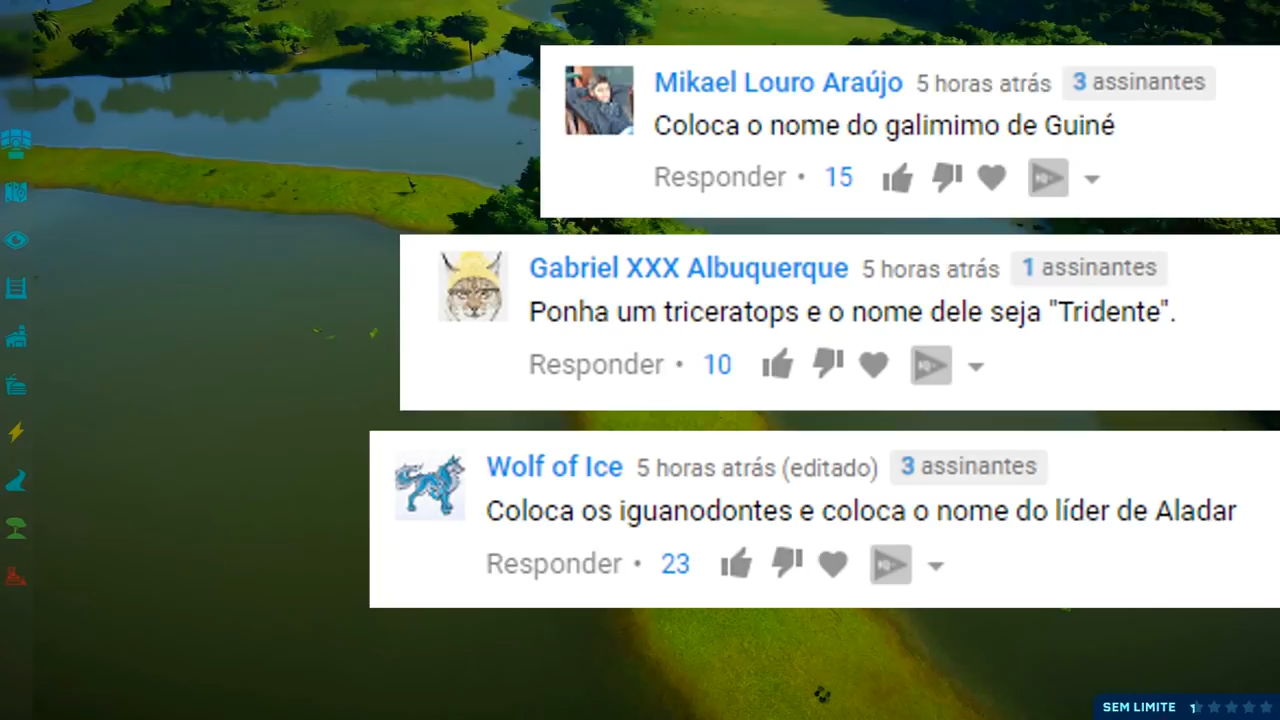 Mikael Louro Araújo 5 horas atrás 3 assinantes
Coloca o nome do galimimo de Guiné
Responder • 15
Gabriel XXX Albuquerque 5 horas atrás 1 assinantes
Ponha um triceratops e o nome dele seja "Tridente".
Responder • 10
Wolf of Ice 5 horas atrás (editado) 3 assinantes
Coloca os iguanodontes e coloca o nome do líder de Aladar
Responder • 23
SEM LIMITE